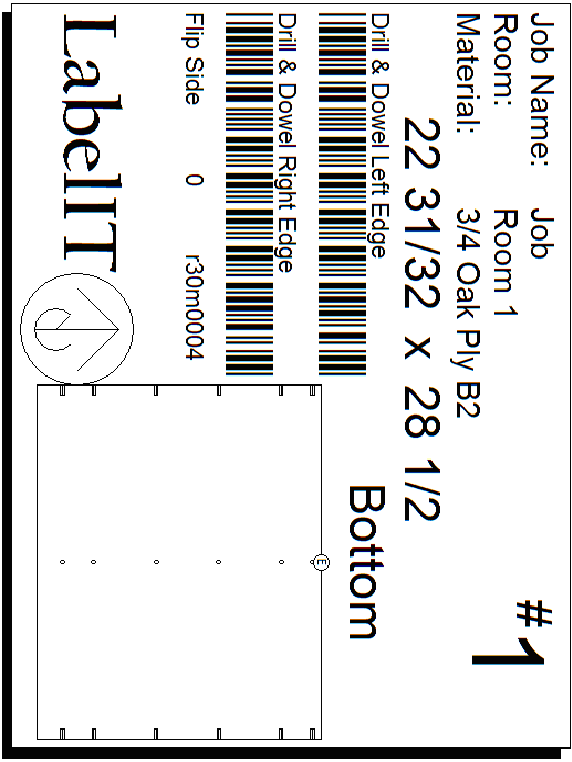 Job Name: Job
Room: Room 1
Material: 3/4 Oak Ply B2
#1
22 31/32 x 28 1/2
Drill & Dowel Left Edge
Bottom
Drill & Dowel Right Edge
Flip Side 0 r30m0004
LabelIT
E